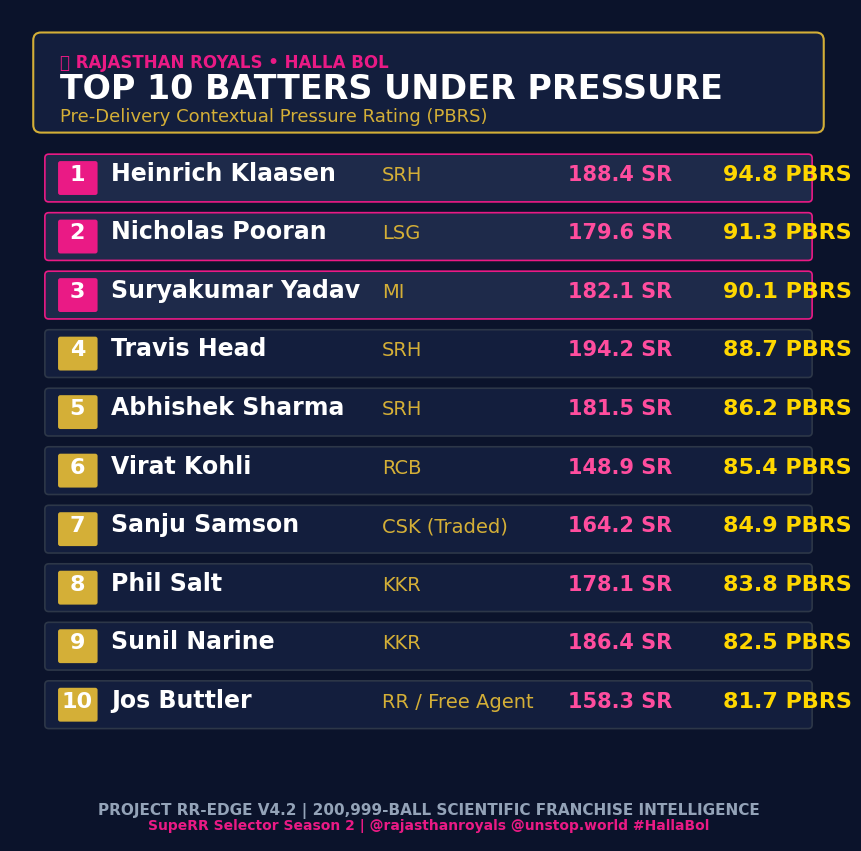 RAJASTHAN ROYALS • HALLA BOL
TOP 10 BATTERS UNDER PRESSURE
Pre-Delivery Contextual Pressure Rating (PBRS)
1 Heinrich Klaasen SRH 188.4 SR 94.8 PBRS
2 Nicholas Pooran LSG 179.6 SR 91.3 PBRS
3 Suryakumar Yadav MI 182.1 SR 90.1 PBRS
4 Travis Head SRH 194.2 SR 88.7 PBRS
5 Abhishek Sharma SRH 181.5 SR 86.2 PBRS
6 Virat Kohli RCB 148.9 SR 85.4 PBRS
7 Sanju Samson CSK (Traded) 164.2 SR 84.9 PBRS
8 Phil Salt KKR 178.1 SR 83.8 PBRS
9 Sunil Narine KKR 186.4 SR 82.5 PBRS
10 Jos Buttler RR / Free Agent 158.3 SR 81.7 PBRS
PROJECT RR-EDGE V4.2 | 200,999-BALL SCIENTIFIC FRANCHISE INTELLIGENCE
SupeRR Selector Season 2 | @rajasthanroyals @unstop.world #HallaBol